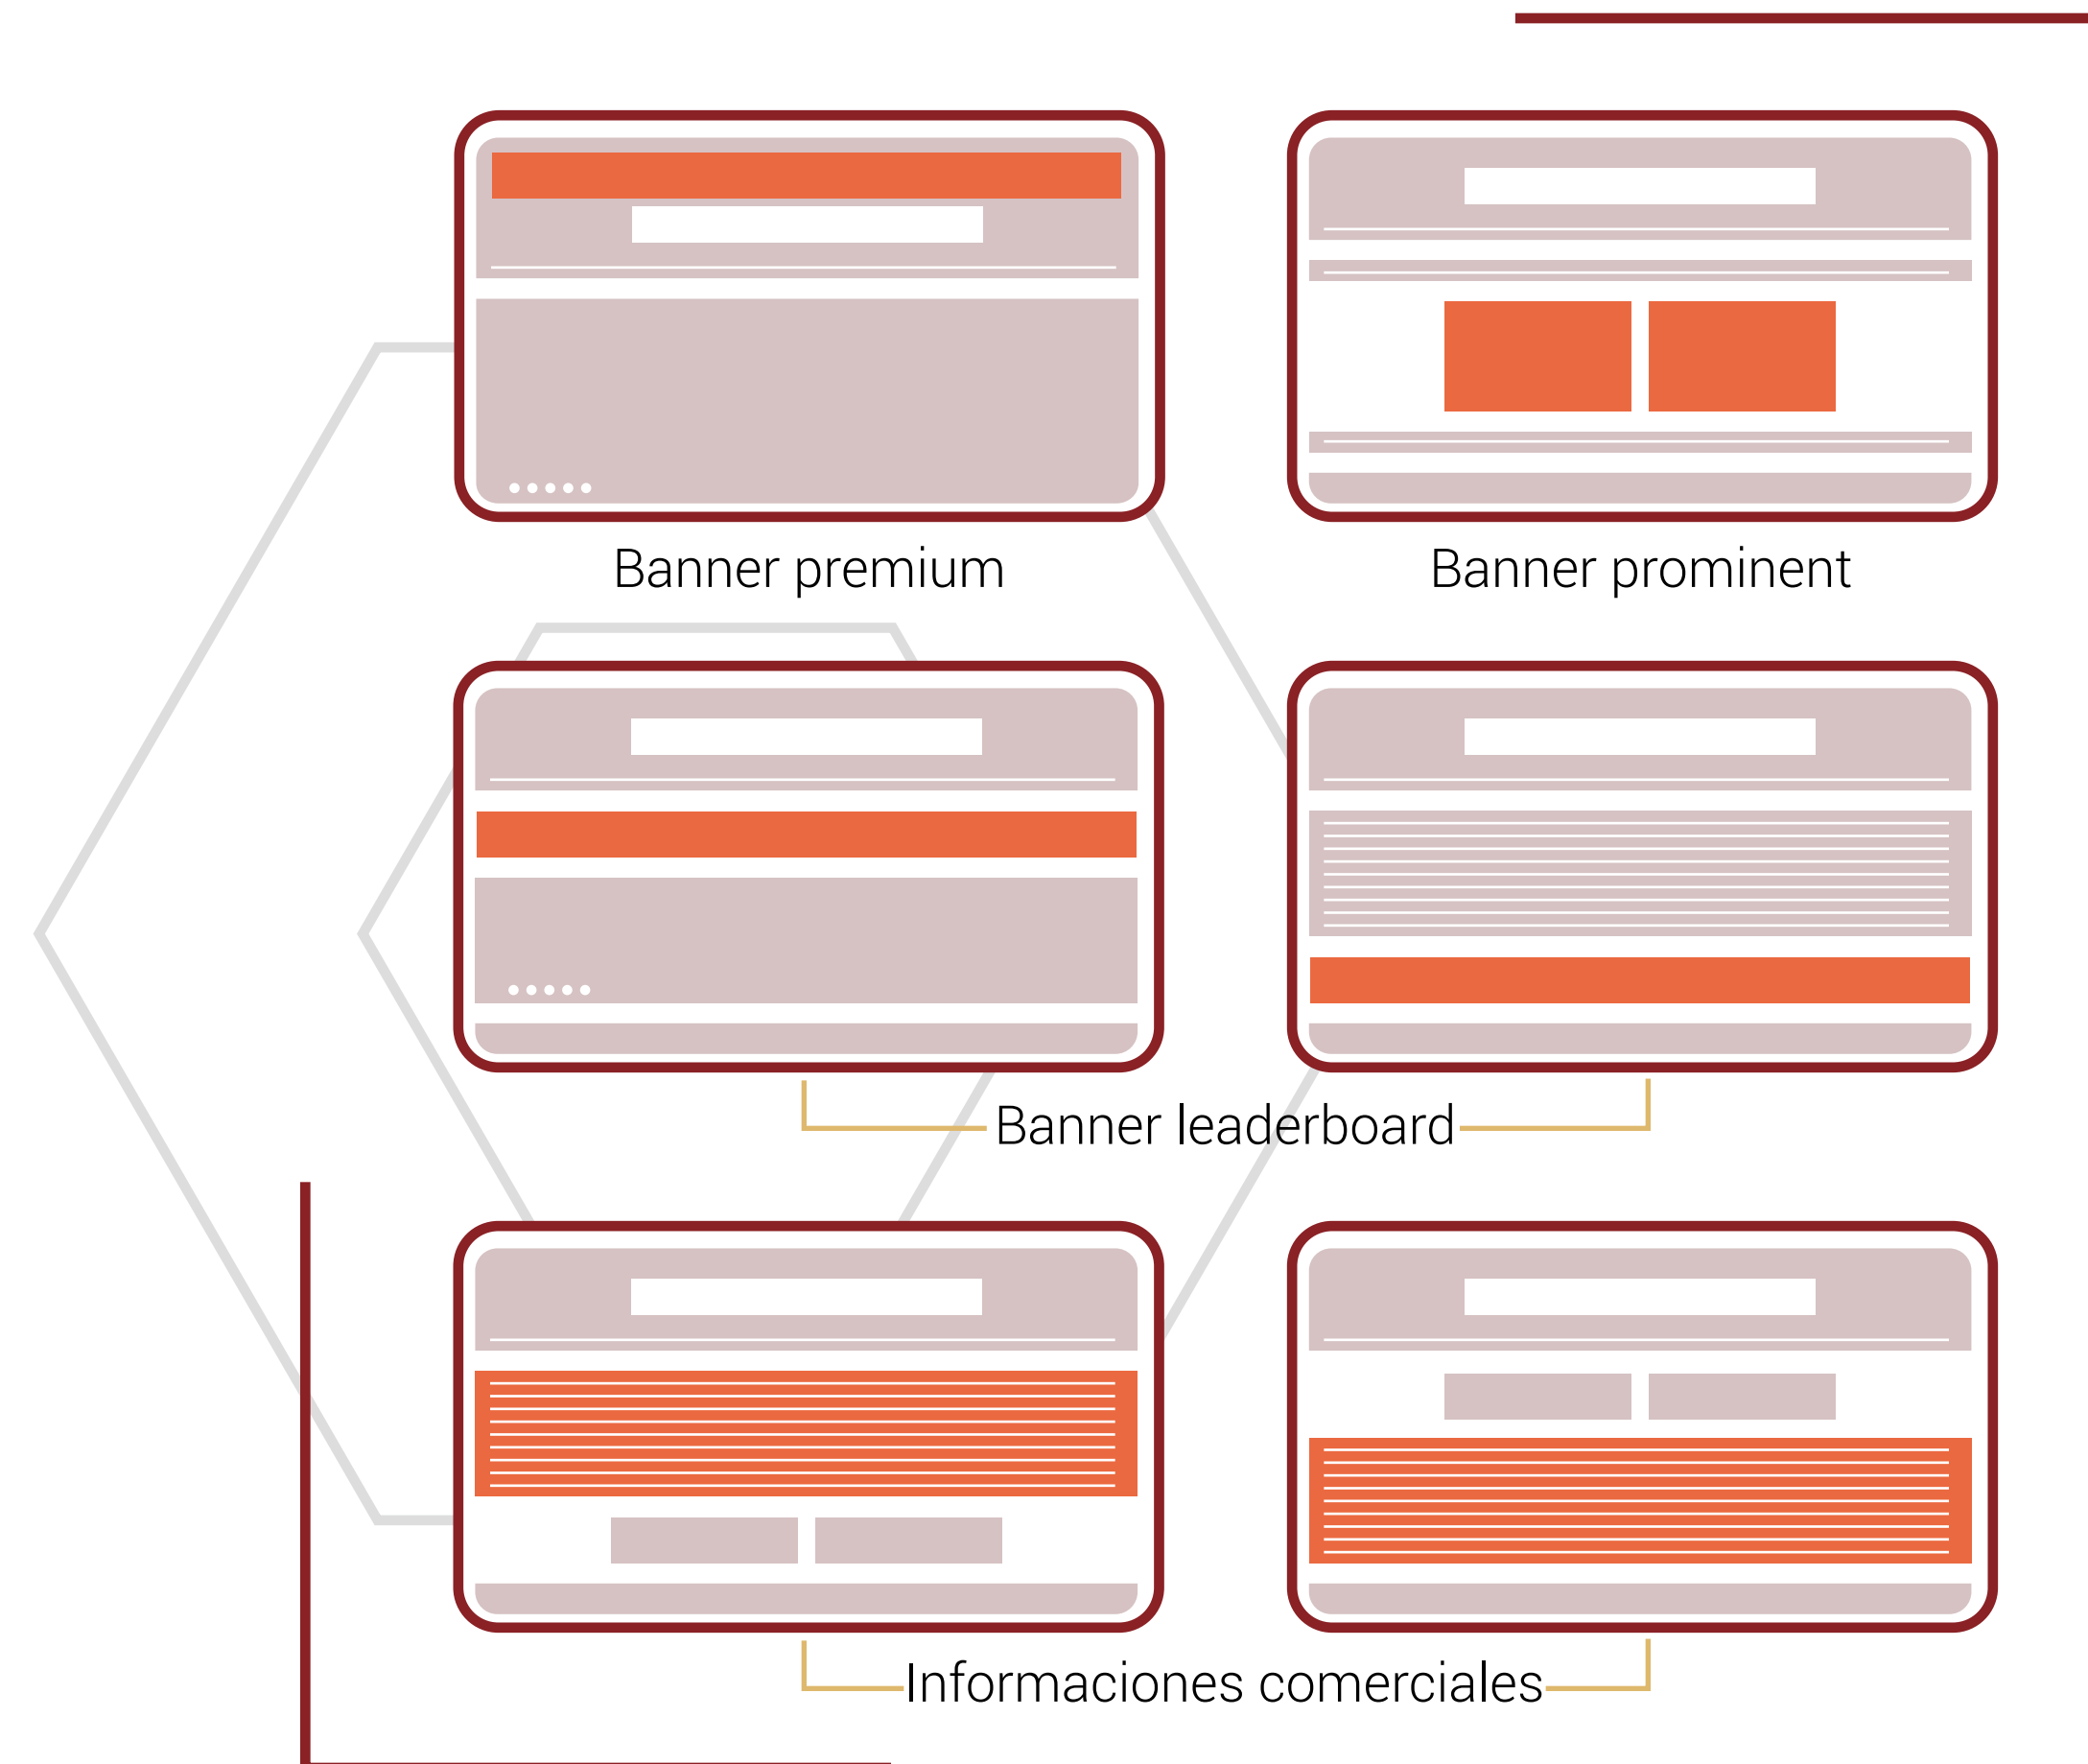 Banner premium
Banner prominent
Banner leaderboard
Informaciones comerciales